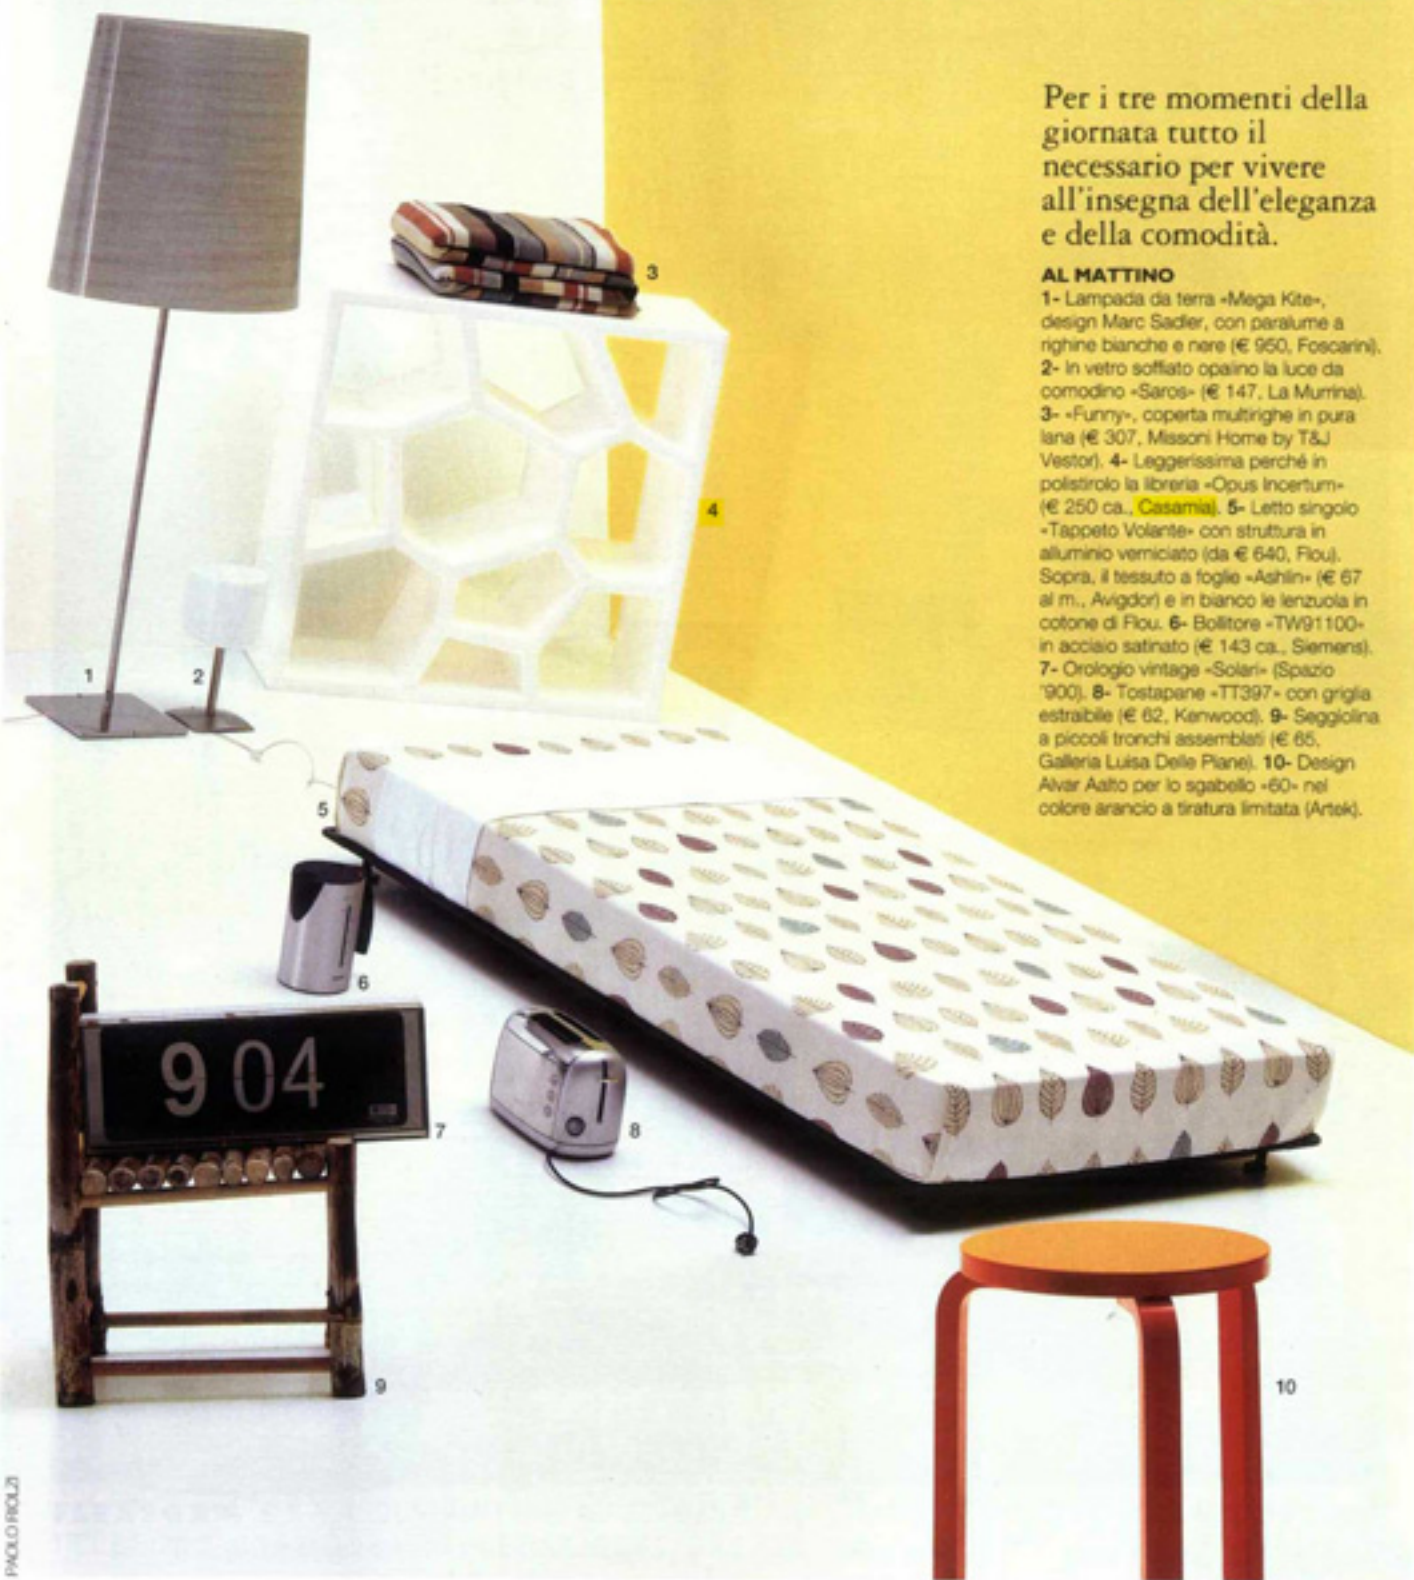 Per i tre momenti della
giornata tutto il
necessario per vivere
all'insegna dell'eleganza
e della comodità.
AL MATTINO
1- Lampada da terra «Mega Kite»,
design Marc Sadler, con paralume a
righine bianche e nere (€ 950, Foscarini).
2- In vetro soffiato opalino la luce da
comodino «Saros» (€ 147, La Murrina).
3- «Funny», coperta multirighe in pura
lana (€ 307, Missoni Home by T&J
Vestor). 4- Leggerissima perché in
polistirolo la libreria «Opus Incertum»
(€ 250 ca., Casamia). 5- Letto singolo
«Tappeto Volante» con struttura in
alluminio verniciato (da € 640, Flou).
Sopra, il tessuto a foglie «Ashlin» (€ 67
al m., Avigdor) e in bianco le lenzuola in
cotone di Flou. 6- Bollitore «TW91100»
in acciaio satinato (€ 143 ca., Siemens).
7- Orologio vintage «Solari» (Spazio
'900). 8- Tostapane «TT397» con griglia
estraibile (€ 62, Kenwood). 9- Seggiolina
a piccoli tronchi assemblati (€ 65,
Galleria Luisa Delle Piane). 10- Design
Alvar Aalto per lo sgabello «60» nel
colore arancio a tiratura limitata (Artek).
3
4
1
2
5
6
9 04
7
8
9
10
PAOLO RIOLZI